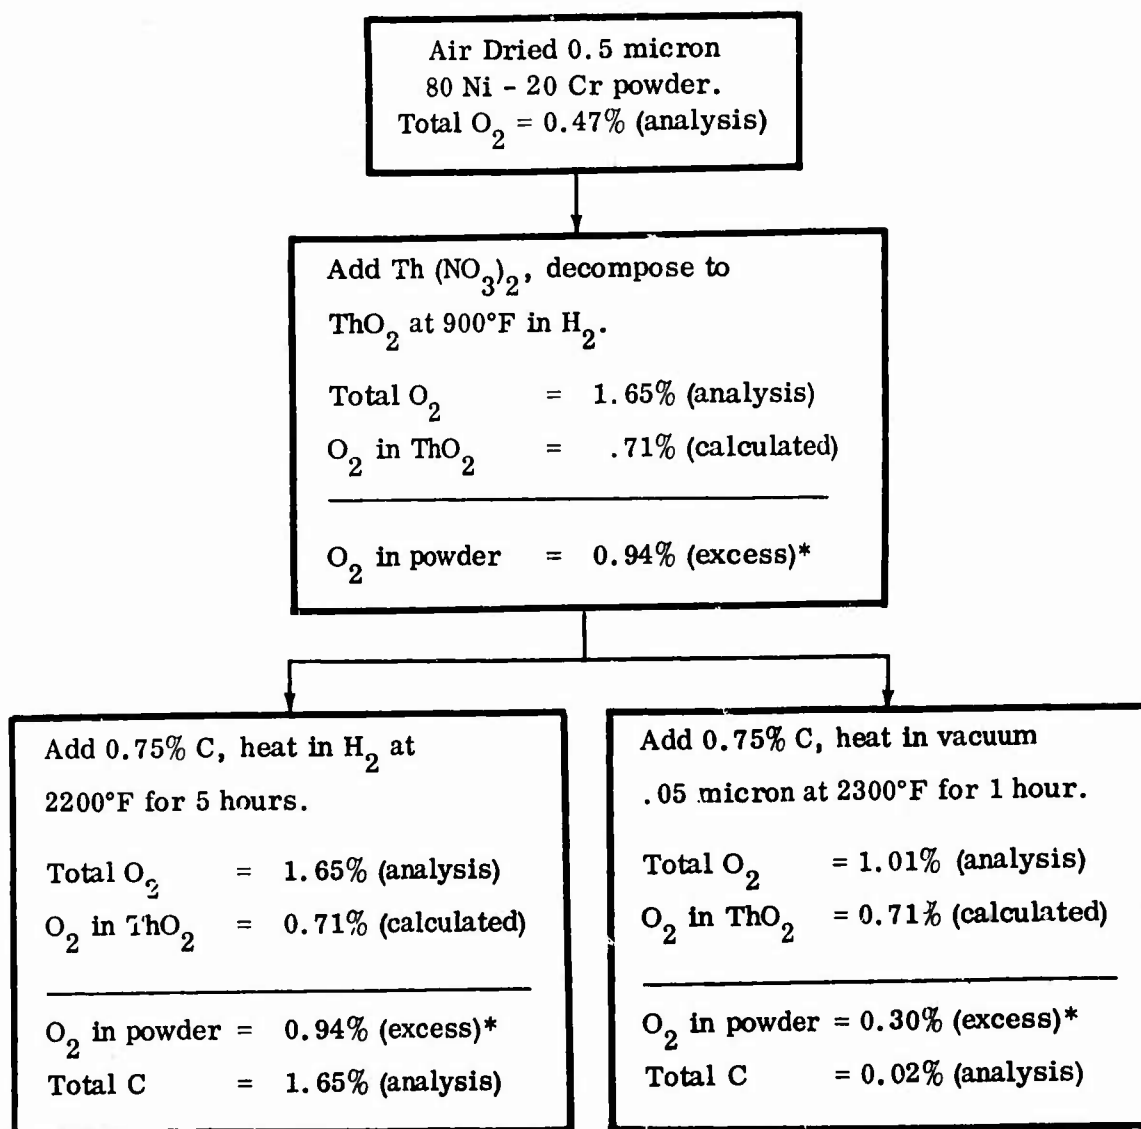 Air Dried 0.5 micron
80 Ni - 20 Cr powder.
Total O2 = 0.47% (analysis)
Add Th (NO3)2, decompose to
ThO2 at 900°F in H2.
Total O2 = 1.65% (analysis)
O2 in ThO2 = .71% (calculated)
O2 in powder = 0.94% (excess)*
Add 0.75% C, heat in H2 at
2200°F for 5 hours.
Total O2 = 1.65% (analysis)
O2 in ThO2 = 0.71% (calculated)
O2 in powder = 0.94% (excess)*
Total C = 1.65% (analysis)
Add 0.75% C, heat in vacuum
.05 micron at 2300°F for 1 hour.
Total O2 = 1.01% (analysis)
O2 in ThO2 = 0.71% (calculated)
O2 in powder = 0.30% (excess)*
Total C = 0.02% (analysis)